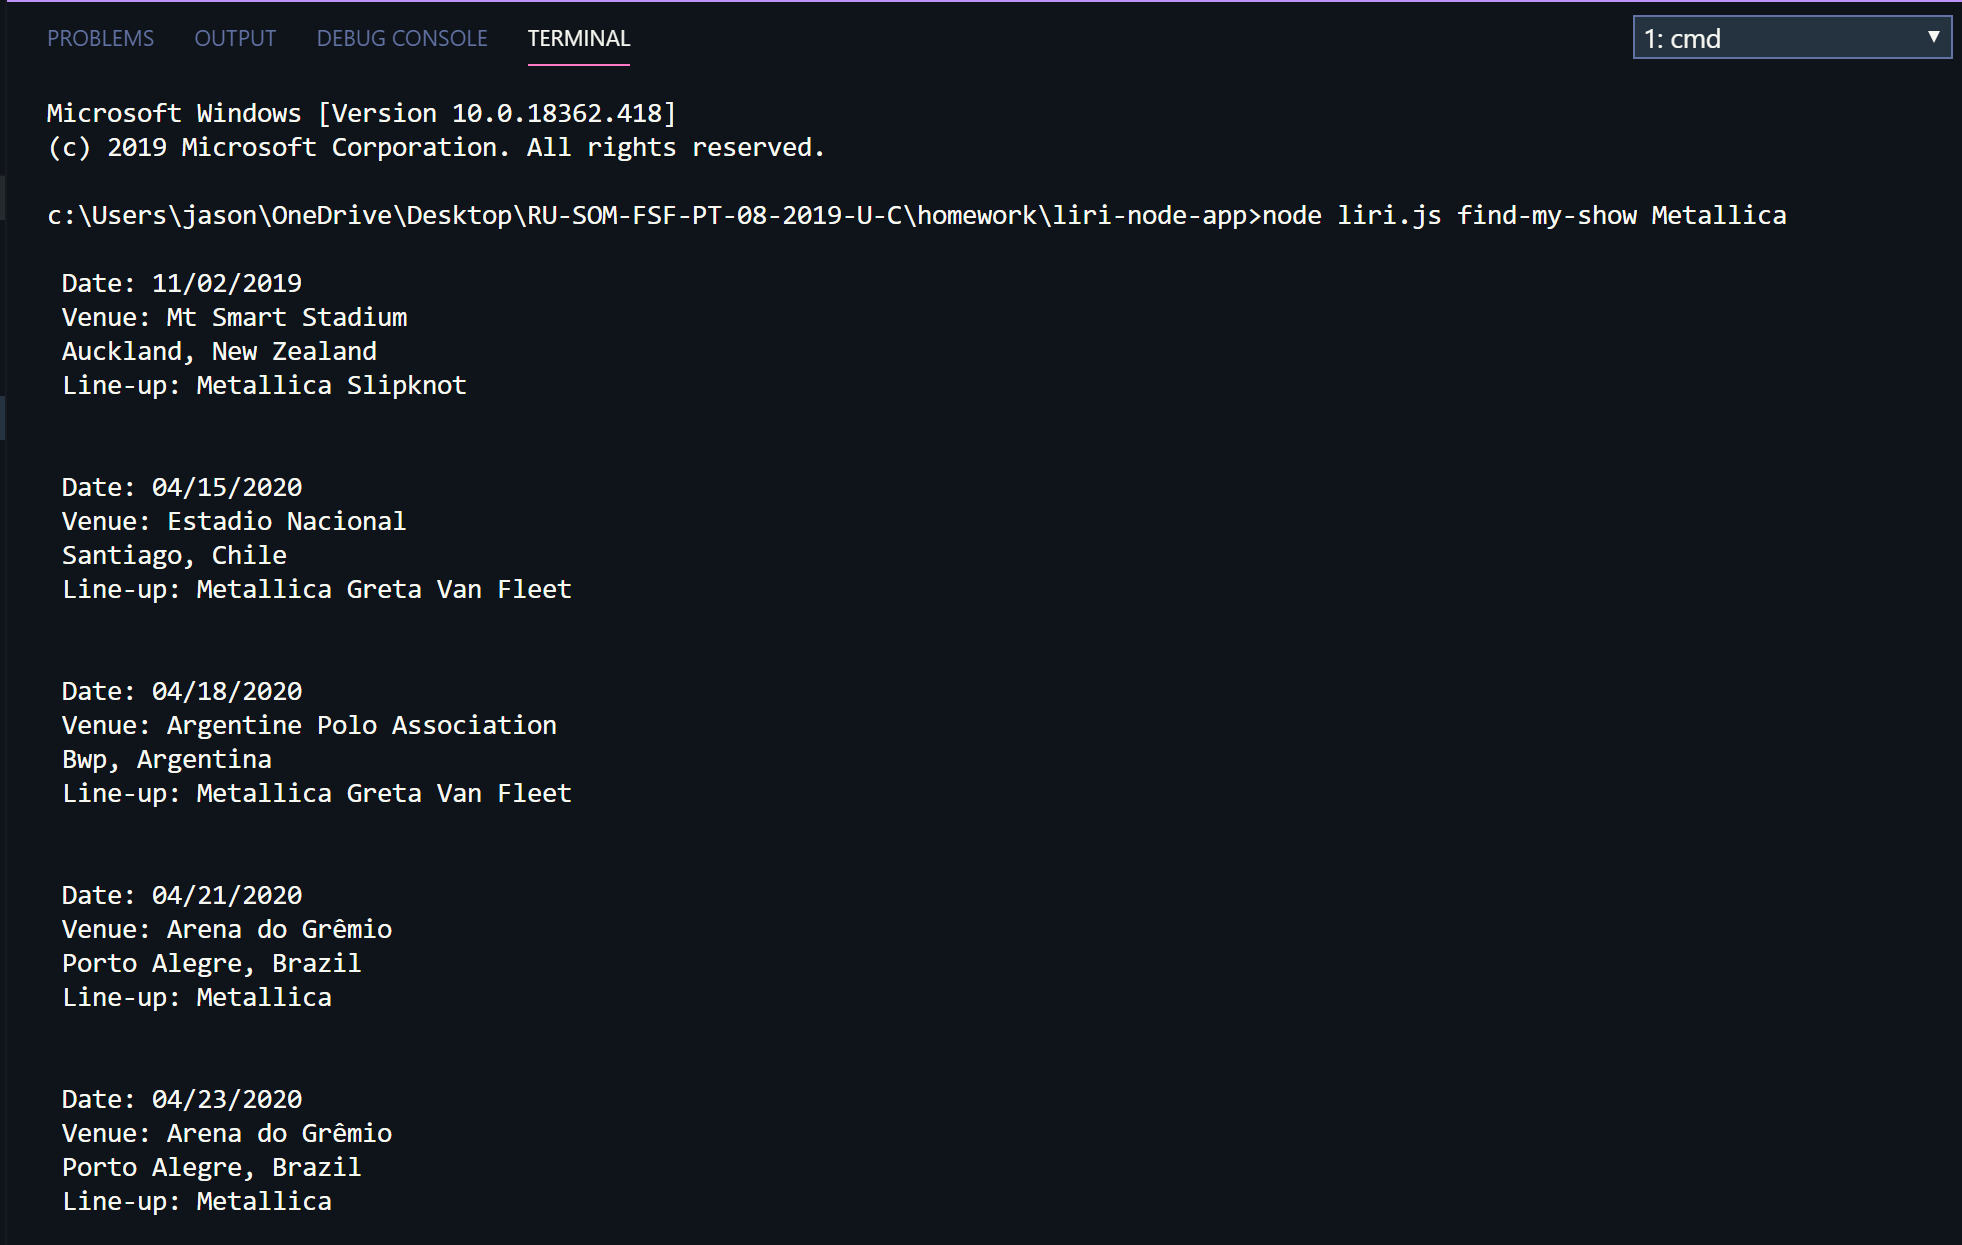 PROBLEMS OUTPUT DEBUG CONSOLE TERMINAL 1: cmd
Microsoft Windows [Version 10.0.18362.418]
(c) 2019 Microsoft Corporation. All rights reserved.
c:\Users\jason\OneDrive\Desktop\RU-SOM-FSF-PT-08-2019-U-C\homework\liri-node-app>node liri.js find-my-show Metallica
Date: 11/02/2019
Venue: Mt Smart Stadium
Auckland, New Zealand
Line-up: Metallica Slipknot
Date: 04/15/2020
Venue: Estadio Nacional
Santiago, Chile
Line-up: Metallica Greta Van Fleet
Date: 04/18/2020
Venue: Argentine Polo Association
Bwp, Argentina
Line-up: Metallica Greta Van Fleet
Date: 04/21/2020
Venue: Arena do Grêmio
Porto Alegre, Brazil
Line-up: Metallica
Date: 04/23/2020
Venue: Arena do Grêmio
Porto Alegre, Brazil
Line-up: Metallica